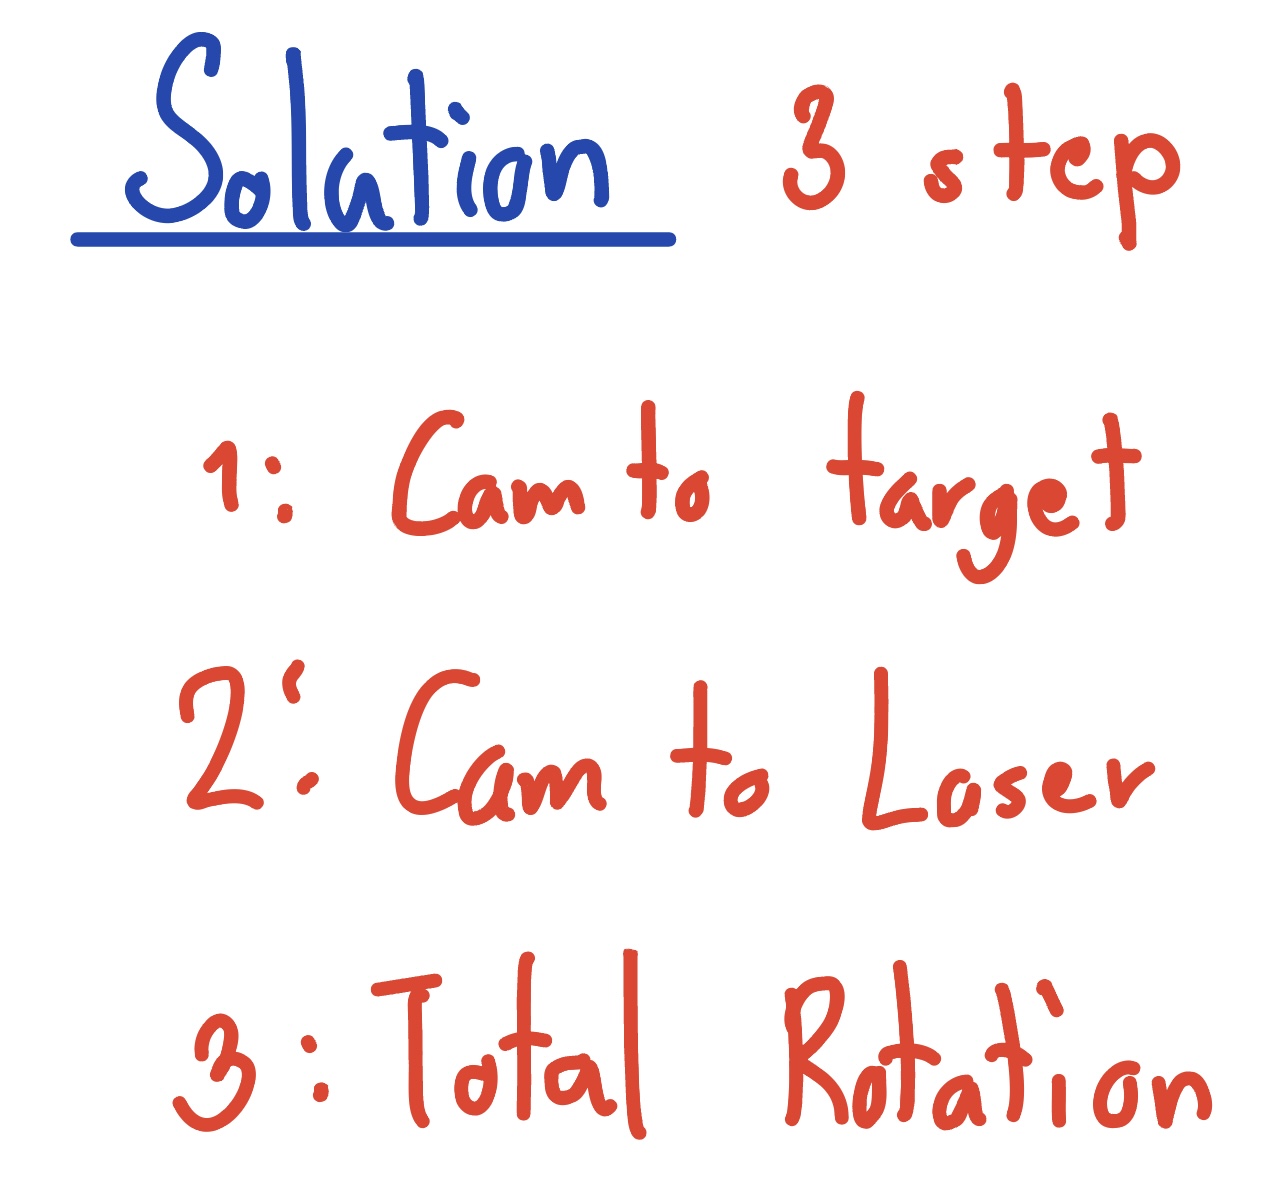 Solation 3 step
1: Cam to target
2: Cam to Laser
3: Total Rotation